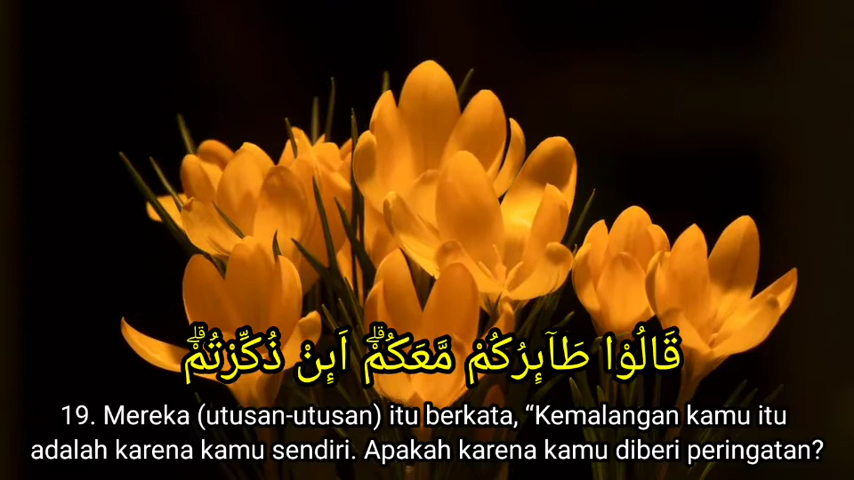 قَالُوْا طَآىِٕرُكُمْ مَّعَكُمْۗ اَىِٕنْ ذُكِّرْتُمْۗ
19. Mereka (utusan-utusan) itu berkata, “Kemalangan kamu itu
adalah karena kamu sendiri. Apakah karena kamu diberi peringatan?